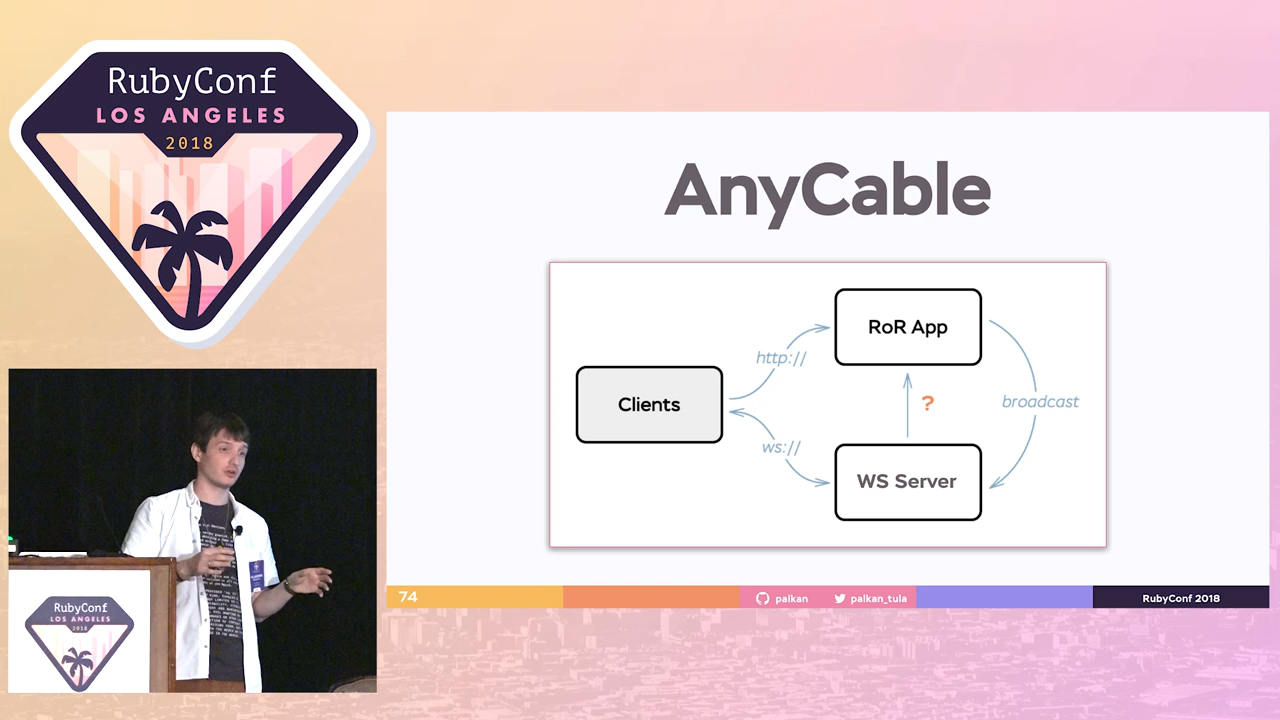 RubyConf
LOS ANGELES
2018
AnyCable
RoR App
http://
Clients
?
broadcast
ws://
WS Server
74
palkan
palkan_tula
RubyConf 2018
RubyConf
LOS ANGELES
2018